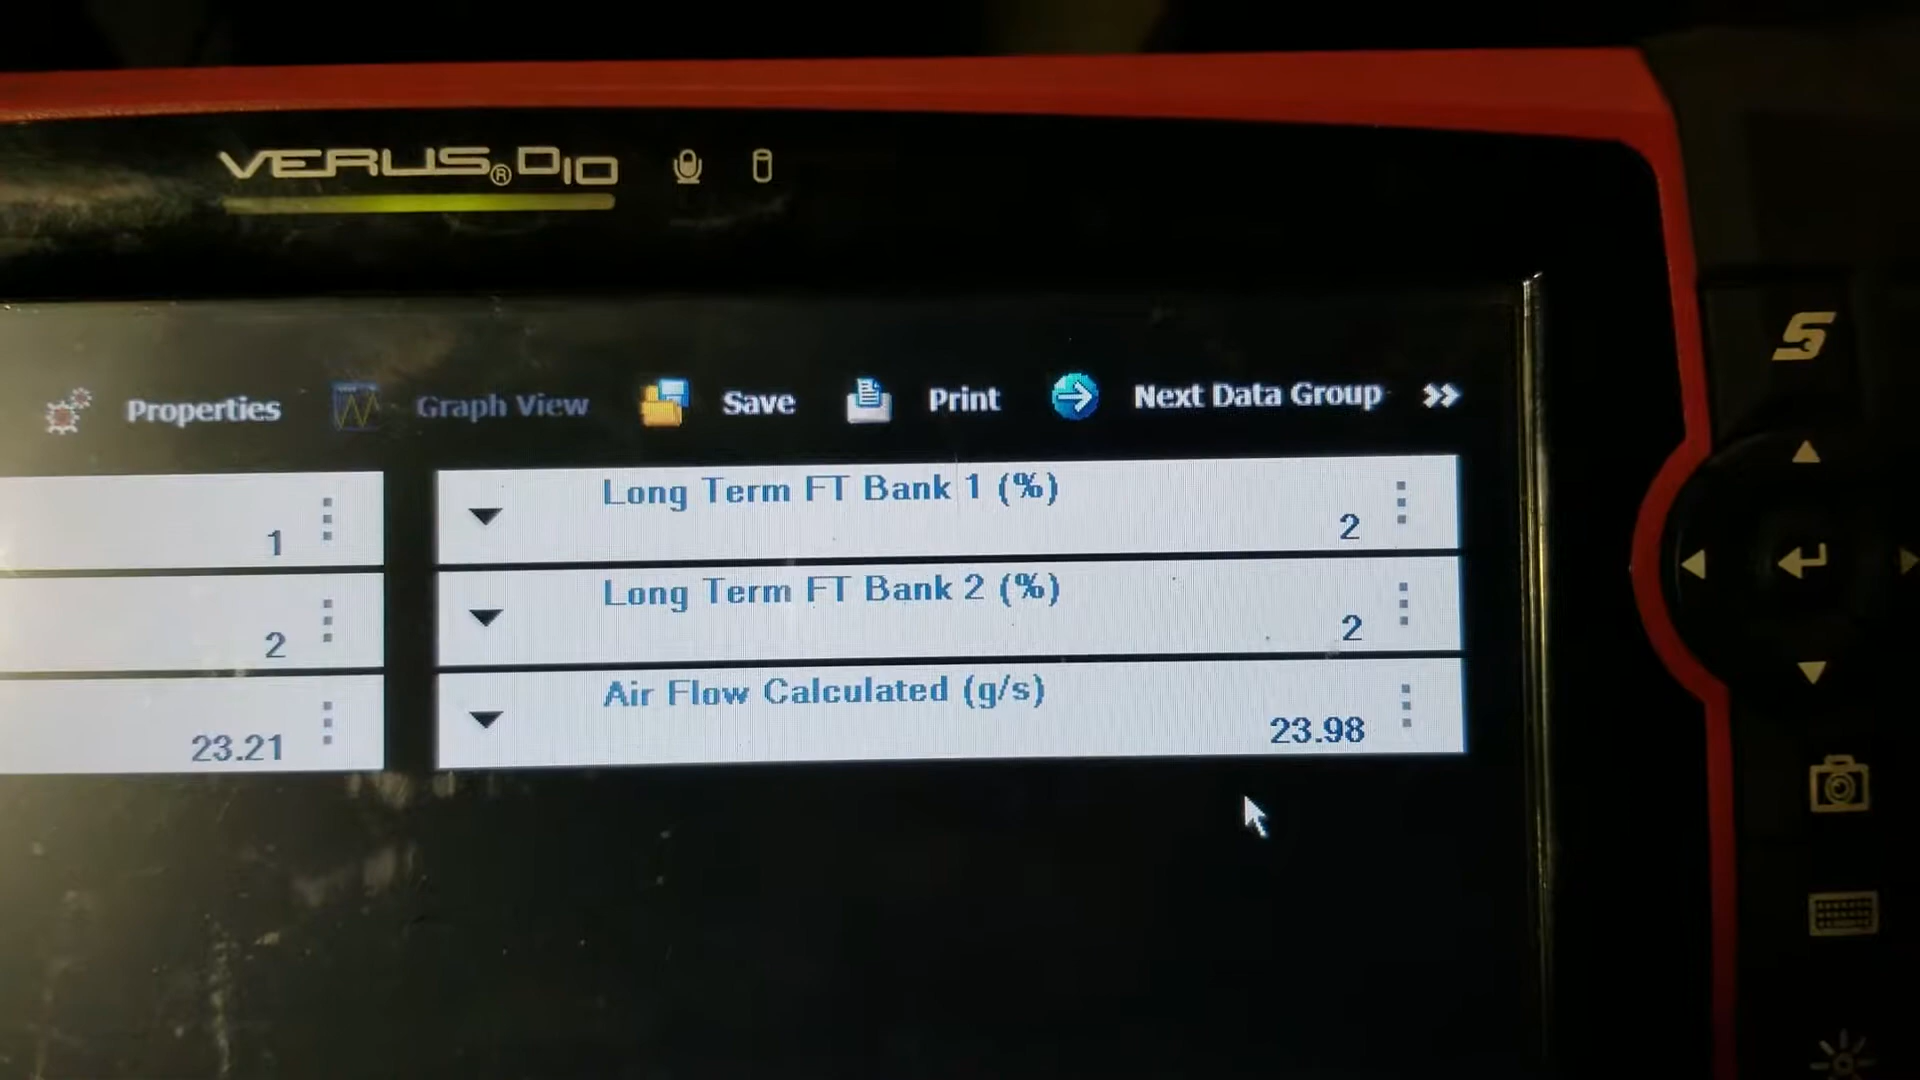 VERUS® D10
S
Properties Graph View Save Print Next Data Group
1
Long Term FT Bank 1 (%)
2
2
Long Term FT Bank 2 (%)
2
23.21
Air Flow Calculated (g/s)
23.98